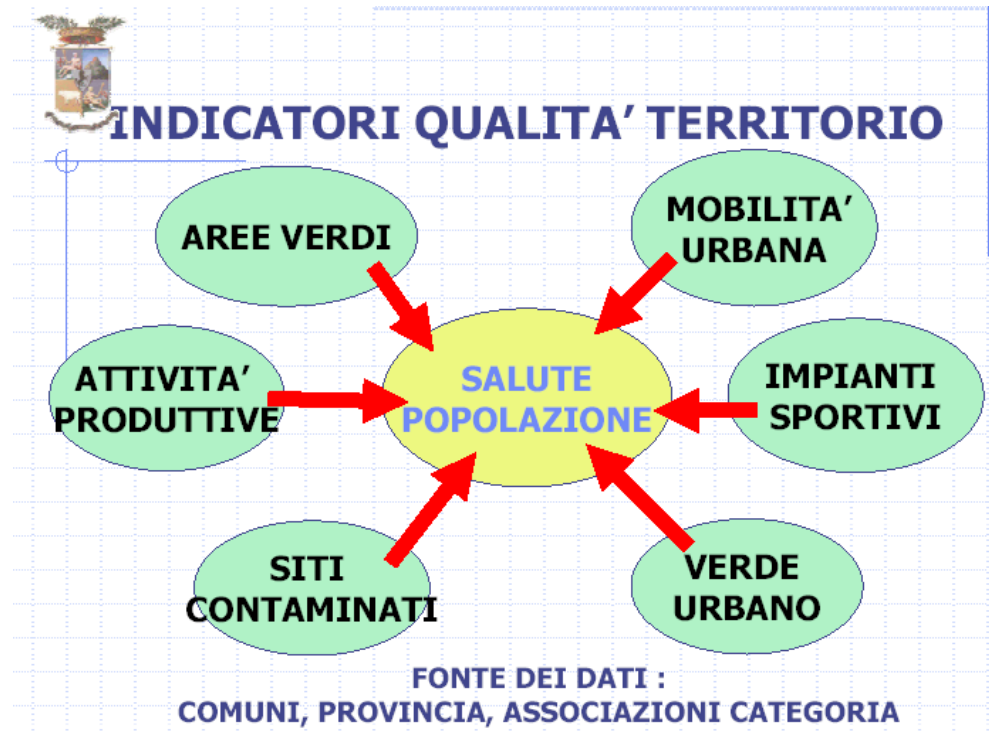 INDICATORI QUALITA’ TERRITORIO
AREE VERDI
MOBILITA’
URBANA
ATTIVITA’
PRODUTTIVE
SALUTE
POPOLAZIONE
IMPIANTI
SPORTIVI
SITI
CONTAMINATI
VERDE
URBANO
FONTE DEI DATI :
COMUNI, PROVINCIA, ASSOCIAZIONI CATEGORIA